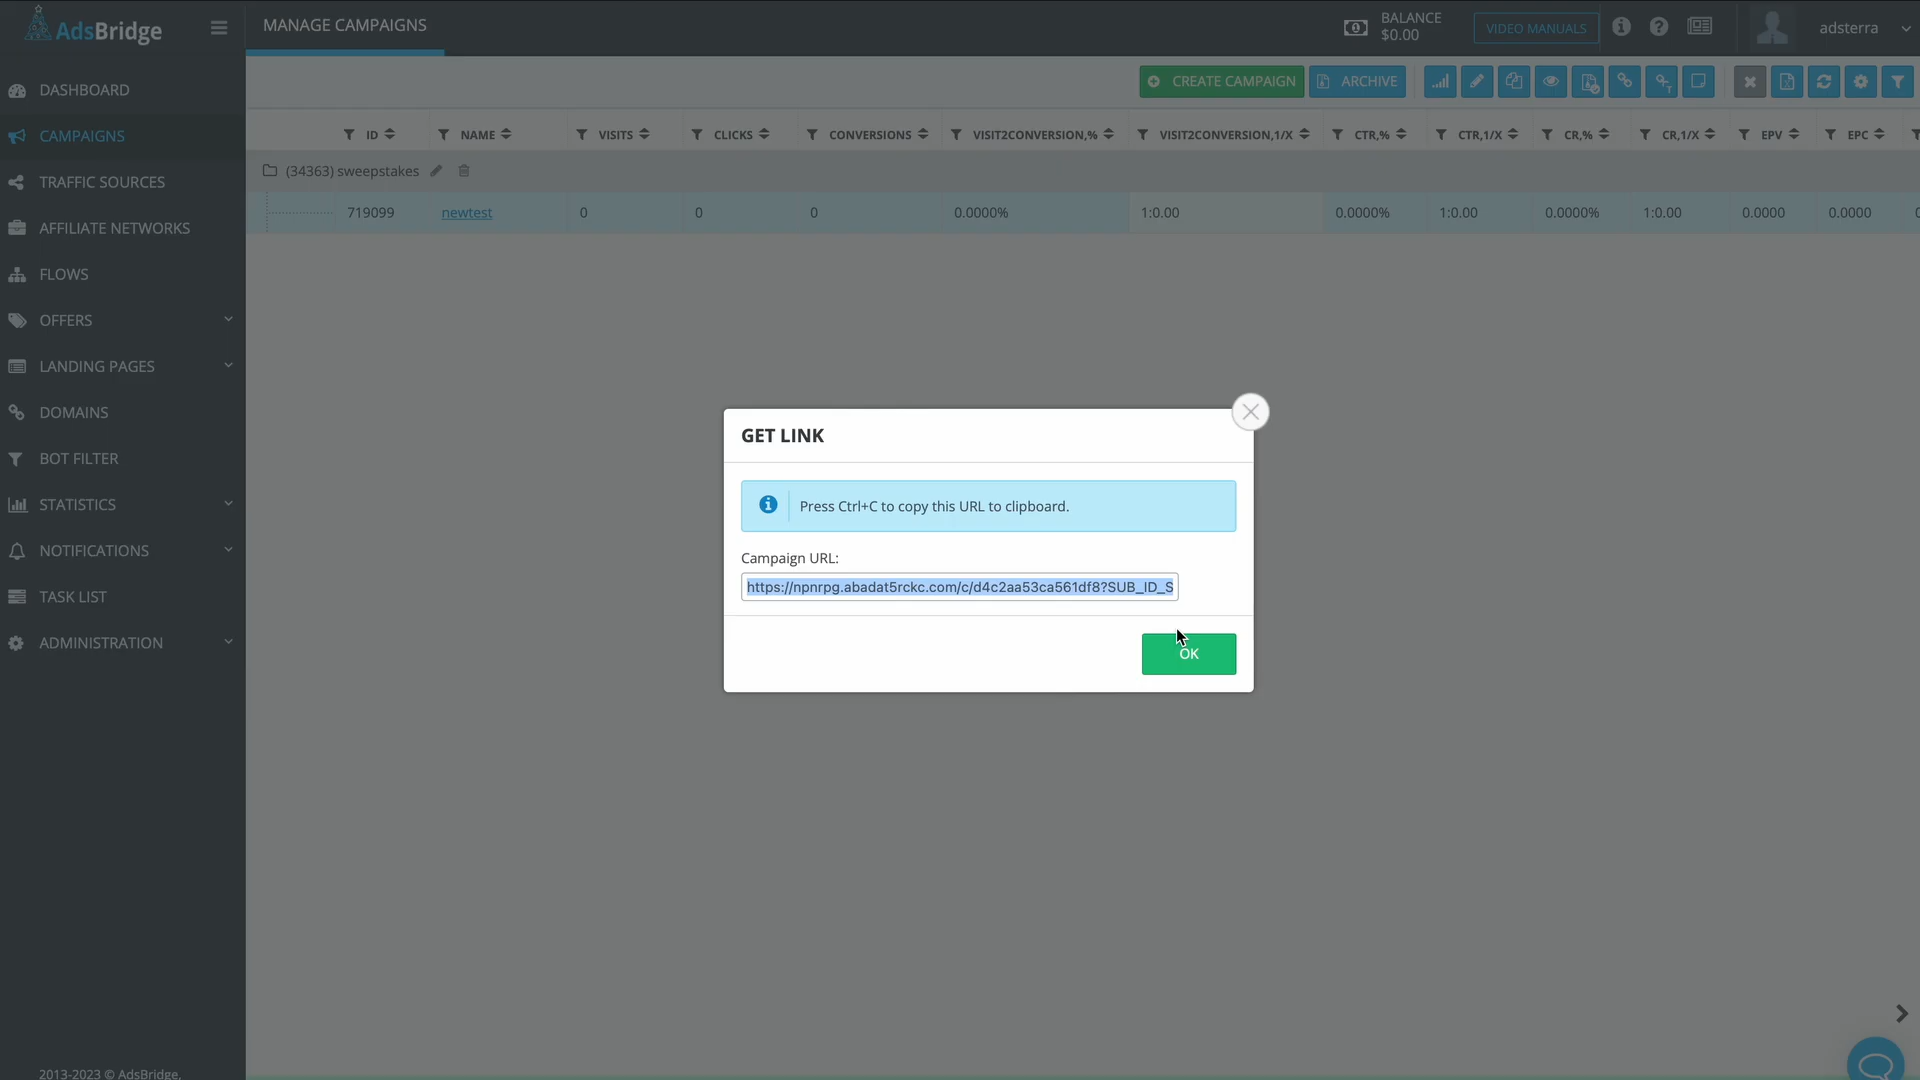 AdsBridge
MANAGE CAMPAIGNS
BALANCE
$0.00
VIDEO MANUALS
adsterra
CREATE CAMPAIGN
ARCHIVE
DASHBOARD
CAMPAIGNS
TRAFFIC SOURCES
AFFILIATE NETWORKS
FLOWS
OFFERS
LANDING PAGES
DOMAINS
BOT FILTER
STATISTICS
NOTIFICATIONS
TASK LIST
ADMINISTRATION
ID NAME VISITS CLICKS CONVERSIONS VISIT2CONVERSION,% VISIT2CONVERSION,1/X CTR,% CTR,1/X CR,% CR,1/X EPV EPC
(34363) sweepstakes
719099 newtest 0 0 0 0.0000% 1:0.00 0.0000% 1:0.00 0.0000% 1:0.00 0.0000 0.0000
GET LINK
Press Ctrl+C to copy this URL to clipboard.
Campaign URL:
https://npnrpg.abadat5rckc.com/c/d4c2aa53ca561df8?SUB_ID_S
OK
2013-2023 © AdsBridge,